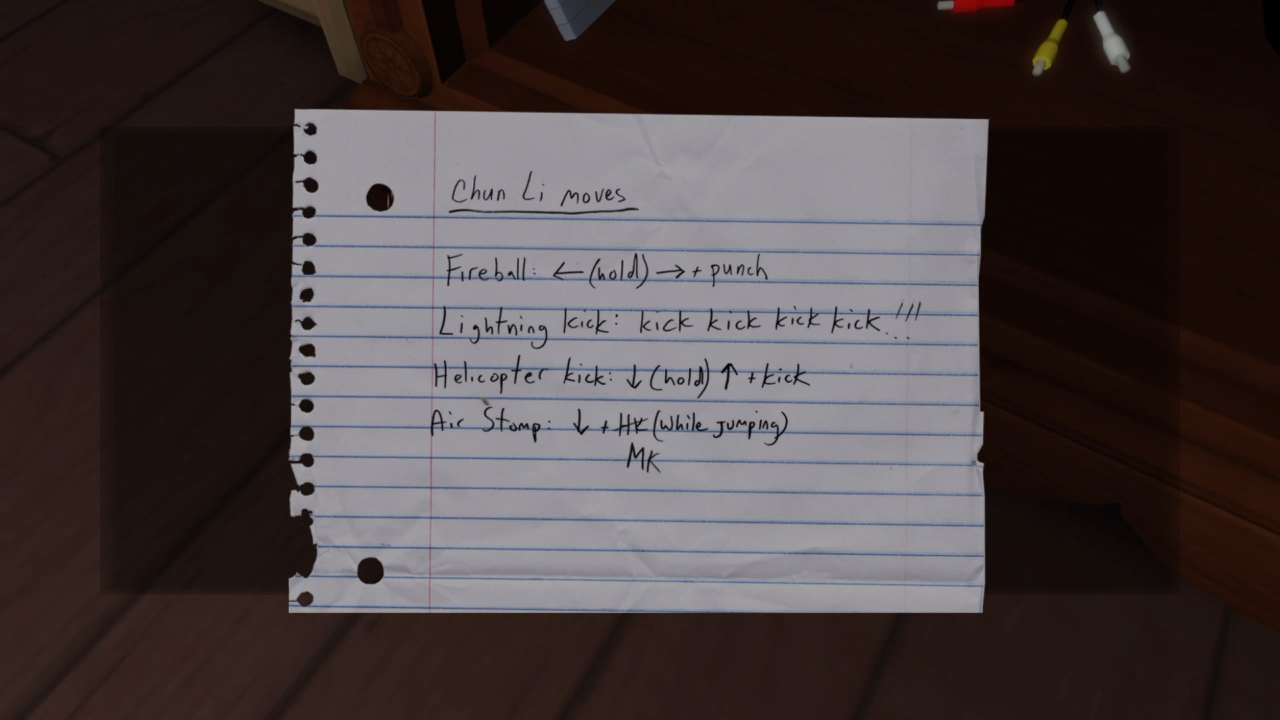 Chun Li moves
Fireball: ← (hold) → + punch
Lightning kick: kick kick kick kick...!!!
Helicopter kick: ↓ (hold) ↑ + kick
Air Stomp: ↓ + HK (while jumping)
MK